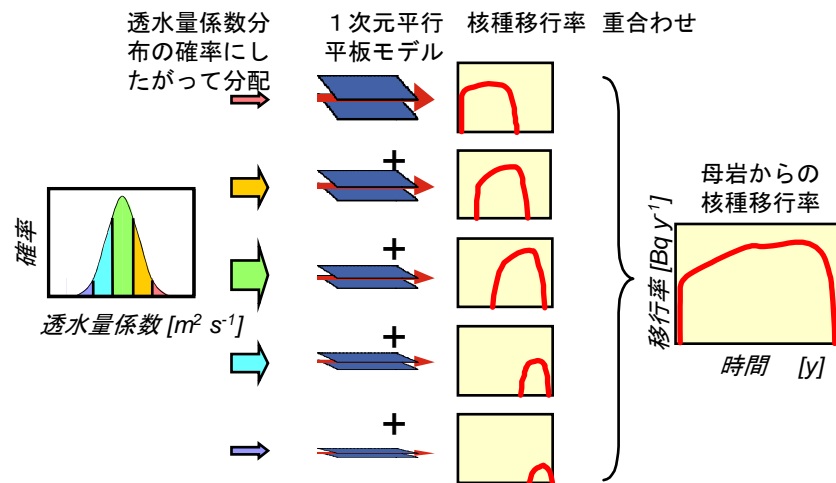 透水量係数分
布の確率にし
たがって分配
１次元平行
平板モデル
核種移行率
重合わせ
+
+
+
+
確率
透水量係数 [m² s⁻¹]
母岩からの
核種移行率
移行率 [Bq y⁻¹]
時間 [y]